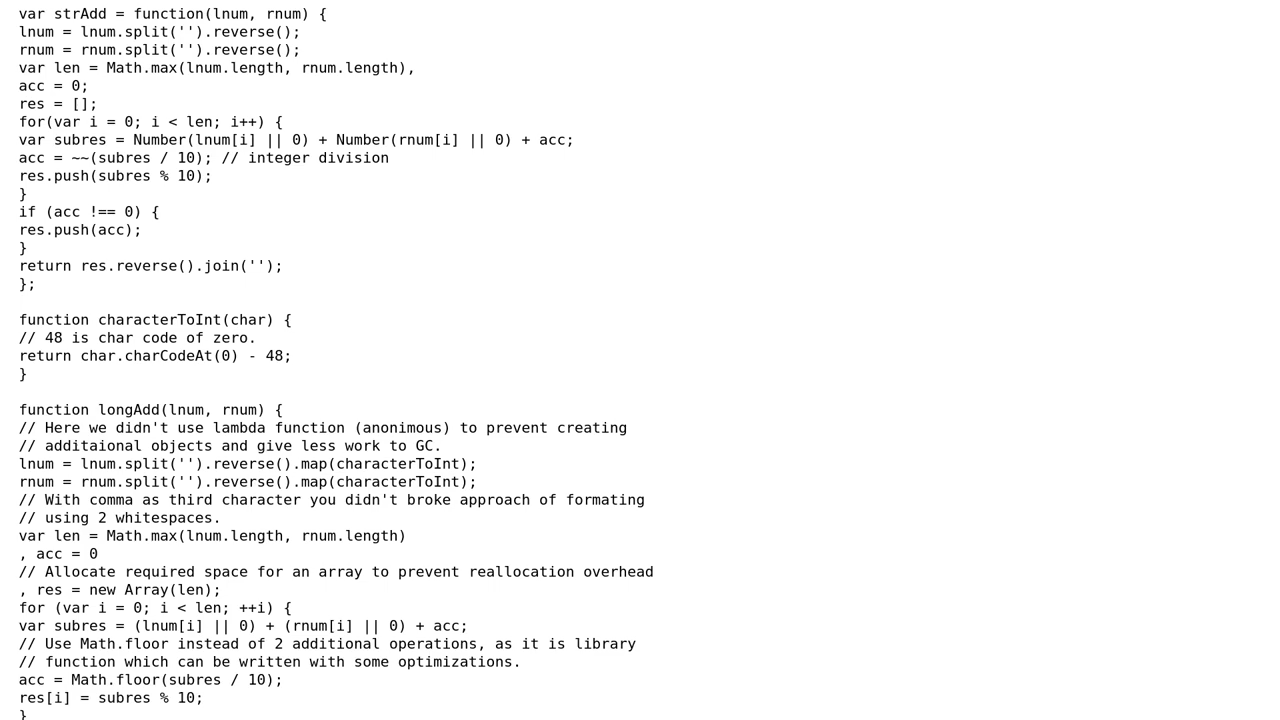 var strAdd = function(lnum, rnum) {
lnum = lnum.split('').reverse();
rnum = rnum.split('').reverse();
var len = Math.max(lnum.length, rnum.length),
acc = 0;
res = [];
for(var i = 0; i < len; i++) {
var subres = Number(lnum[i] || 0) + Number(rnum[i] || 0) + acc;
acc = ~~(subres / 10); // integer division
res.push(subres % 10);
}
if (acc !== 0) {
res.push(acc);
}
return res.reverse().join('');
};

function characterToInt(char) {
// 48 is char code of zero.
return char.charCodeAt(0) - 48;
}

function longAdd(lnum, rnum) {
// Here we didn't use lambda function (anonimous) to prevent creating
// additaional objects and give less work to GC.
lnum = lnum.split('').reverse().map(characterToInt);
rnum = rnum.split('').reverse().map(characterToInt);
// With comma as third character you didn't broke approach of formating
// using 2 whitespaces.
var len = Math.max(lnum.length, rnum.length)
, acc = 0
// Allocate required space for an array to prevent reallocation overhead
, res = new Array(len);
for (var i = 0; i < len; ++i) {
var subres = (lnum[i] || 0) + (rnum[i] || 0) + acc;
// Use Math.floor instead of 2 additional operations, as it is library
// function which can be written with some optimizations.
acc = Math.floor(subres / 10);
res[i] = subres % 10;
}